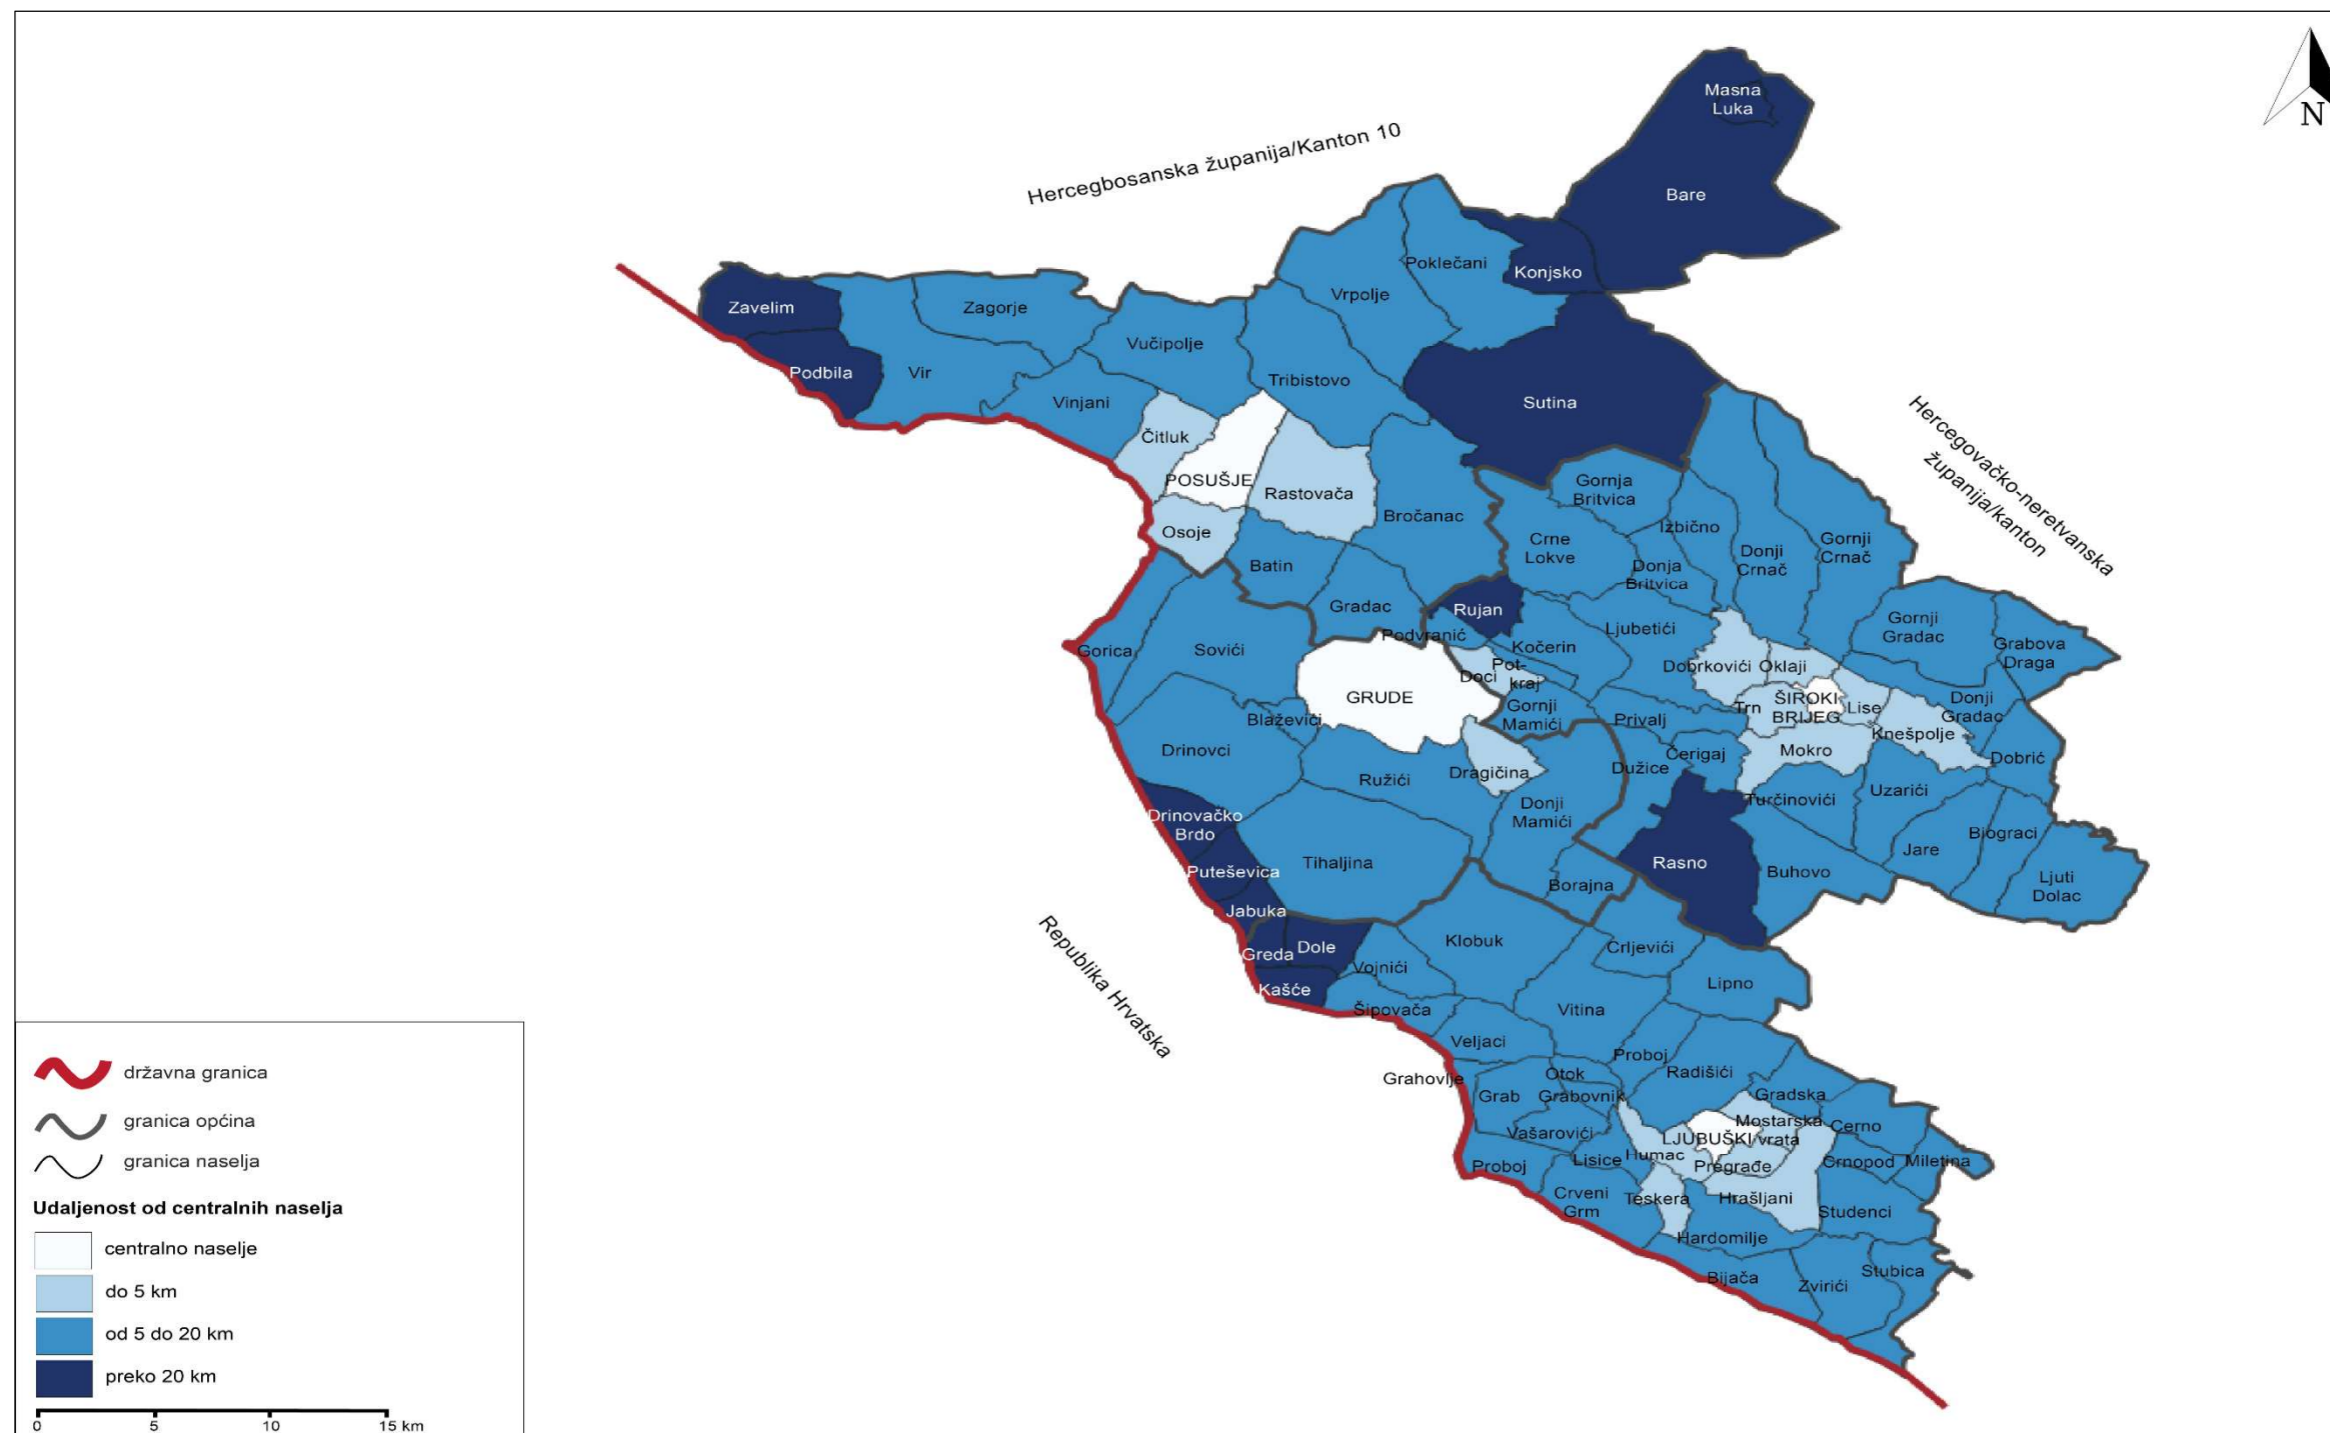 Masna
Luka
N
Hercegbosanska županija/Kanton 10
Bare
Poklečani
Konjsko
Vrpolje
Zavelim
Zagorje
Vučipolje
Podbila
Vir
Tribistovo
Vinjani
Sutina
Hercegovačko-neretvanska
županija/kanton
Čitluk
POSUŠJE
Rastovača
Gornja
Britvica
Bročanac
Osoje
Izbično
Crne
Lokve
Donji
Crnač
Gornji
Crnač
Batin
Donja
Britvica
Gradac
Rujan
Gornji
Gradac
Podvranić
Ljubetići
Kočerin
Grabova
Draga
Gorica
Sovići
Doci
Pot-
kraj
Dobrkovići
Oklaji
GRUDE
Gornji
Mamići
Trn
ŠIROKI
BRIJEG
Lise
Donji
Gradac
Blaževići
Privalj
Knešpolje
Drinovci
Čerigaj
Mokro
Dobrić
Ružići
Dragičina
Dužice
Donji
Mamići
Turčinovići
Uzarići
Drinovačko
Brdo
Biograci
Jare
Tihaljina
Rasno
Buhovo
Puteševica
Borajna
Ljuti
Dolac
Jabuka
Republika Hrvatska
Greda
Dole
Klobuk
Crljevići
Vojnići
Kašće
Lipno
Šipovača
Vitina
Veljaci
Proboj
Radišići
Grahovlje
Otok
Grab
Grabovnik
Gradska
Mostarska
vrata
Cerno
Vašarovići
LJUBUŠKI
Humac
Lisice
Pregrađe
Crnopod
Miletina
Proboj
Crveni
Grm
Teskera
Hrašljani
Studenci
Hardomilje
Bijača
Zvirići
Stubica
državna granica
granica općina
granica naselja
Udaljenost od centralnih naselja
centralno naselje
do 5 km
od 5 do 20 km
preko 20 km
0 5 10 15 km